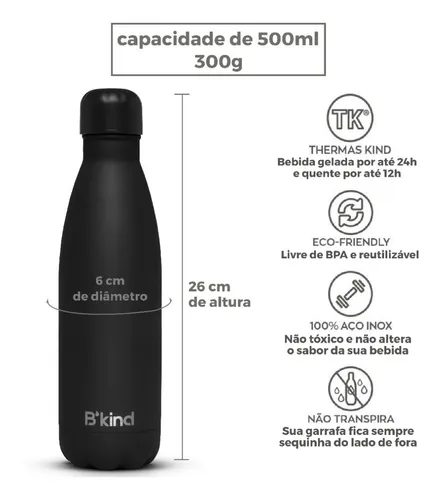 capacidade de 500ml
300g
6 cm
de diâmetro
26 cm
de altura
B'kind
TK®
THERMAS KIND
Bebida gelada por até 24h
e quente por até 12h
ECO-FRIENDLY
Livre de BPA e reutilizável
100% AÇO INOX
Não tóxico e não altera
o sabor da sua bebida
NÃO TRANSPIRA
Sua garrafa fica sempre
sequinha do lado de fora